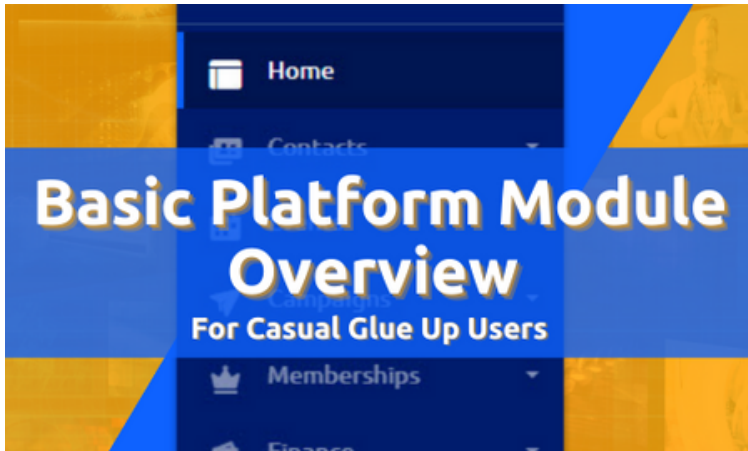 Home
Contacts
Basic Platform Module
Overview
Campaigns
For Casual Glue Up Users
Memberships
Finance